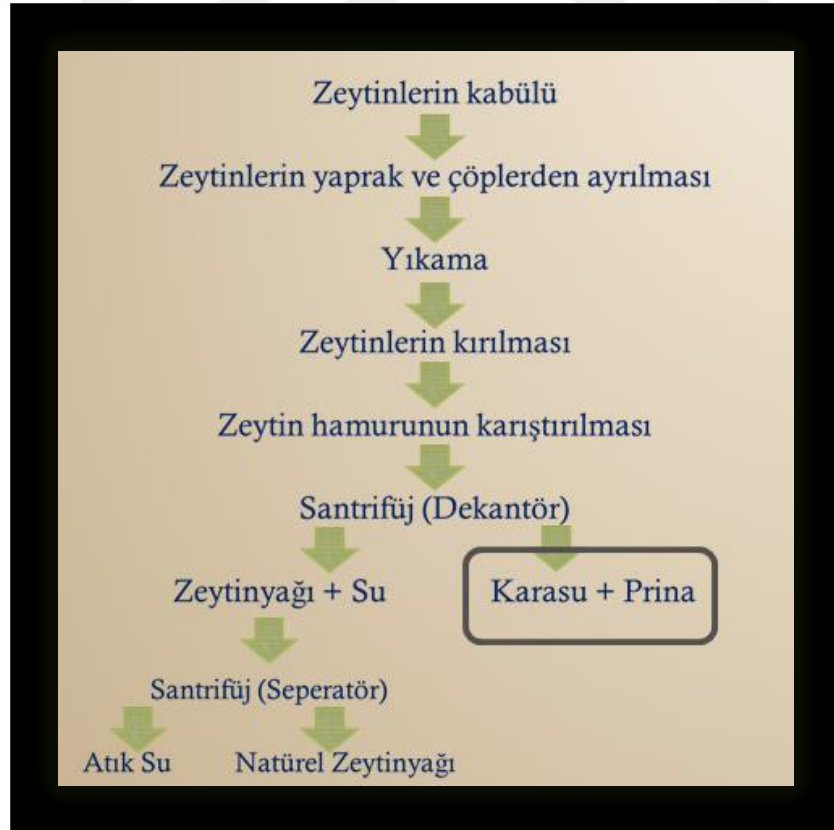 Zeytinlerin kabülü
Zeytinlerin yaprak ve çöplerden ayrılması
Yıkama
Zeytinlerin kırılması
Zeytin hamurunun karıştırılması
Santrifüj (Dekantör)
Zeytinyağı + Su
Karasu + Prina
Santrifüj (Seperatör)
Atık Su
Natürel Zeytinyağı